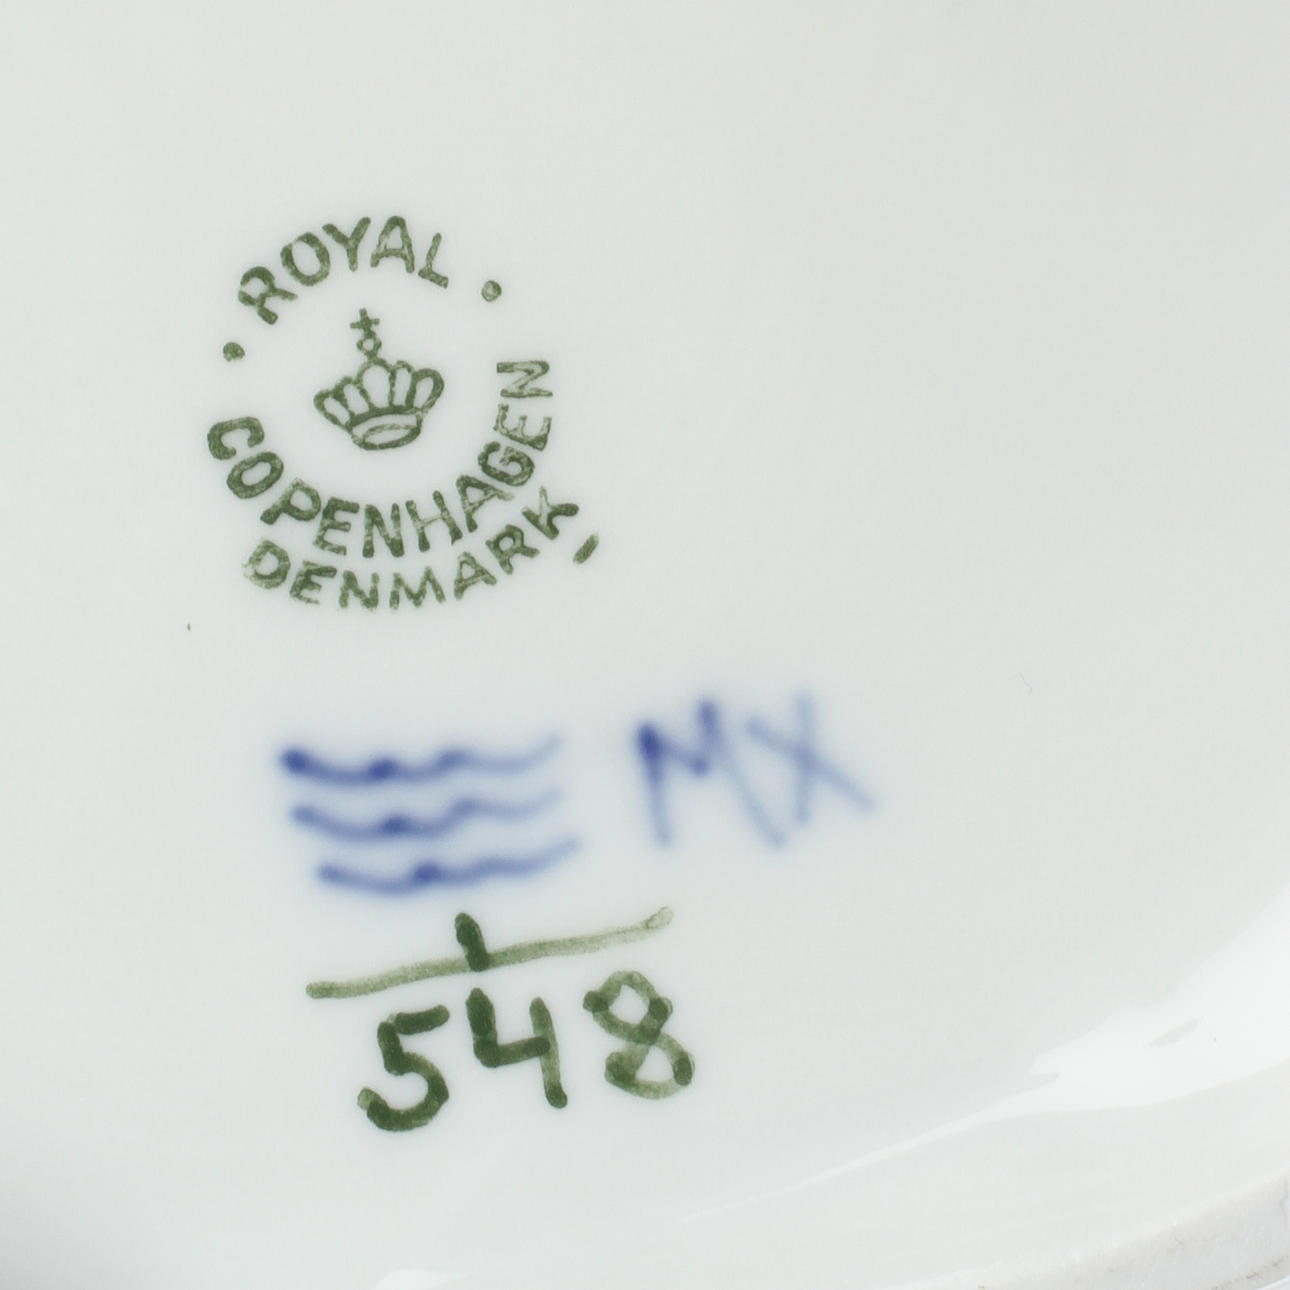 ROYAL
COPENHAGEN
DENMARK
MX
1
548